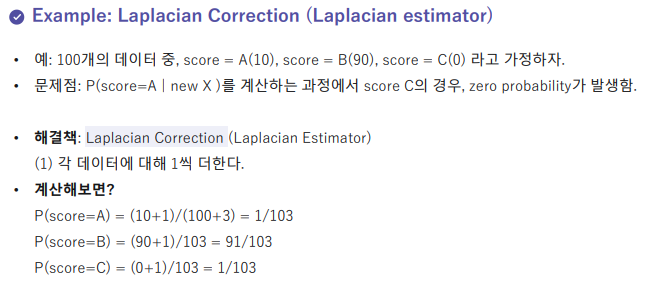 Example: Laplacian Correction (Laplacian estimator)
• 예: 100개의 데이터 중, score = A(10), score = B(90), score = C(0) 라고 가정하자.
• 문제점: P(score=A | new X )를 계산하는 과정에서 score C의 경우, zero probability가 발생함.
• 해결책: Laplacian Correction (Laplacian Estimator)
(1) 각 데이터에 대해 1씩 더한다.
• 계산해보면?
P(score=A) = (10+1)/(100+3) = 1/103
P(score=B) = (90+1)/103 = 91/103
P(score=C) = (0+1)/103 = 1/103